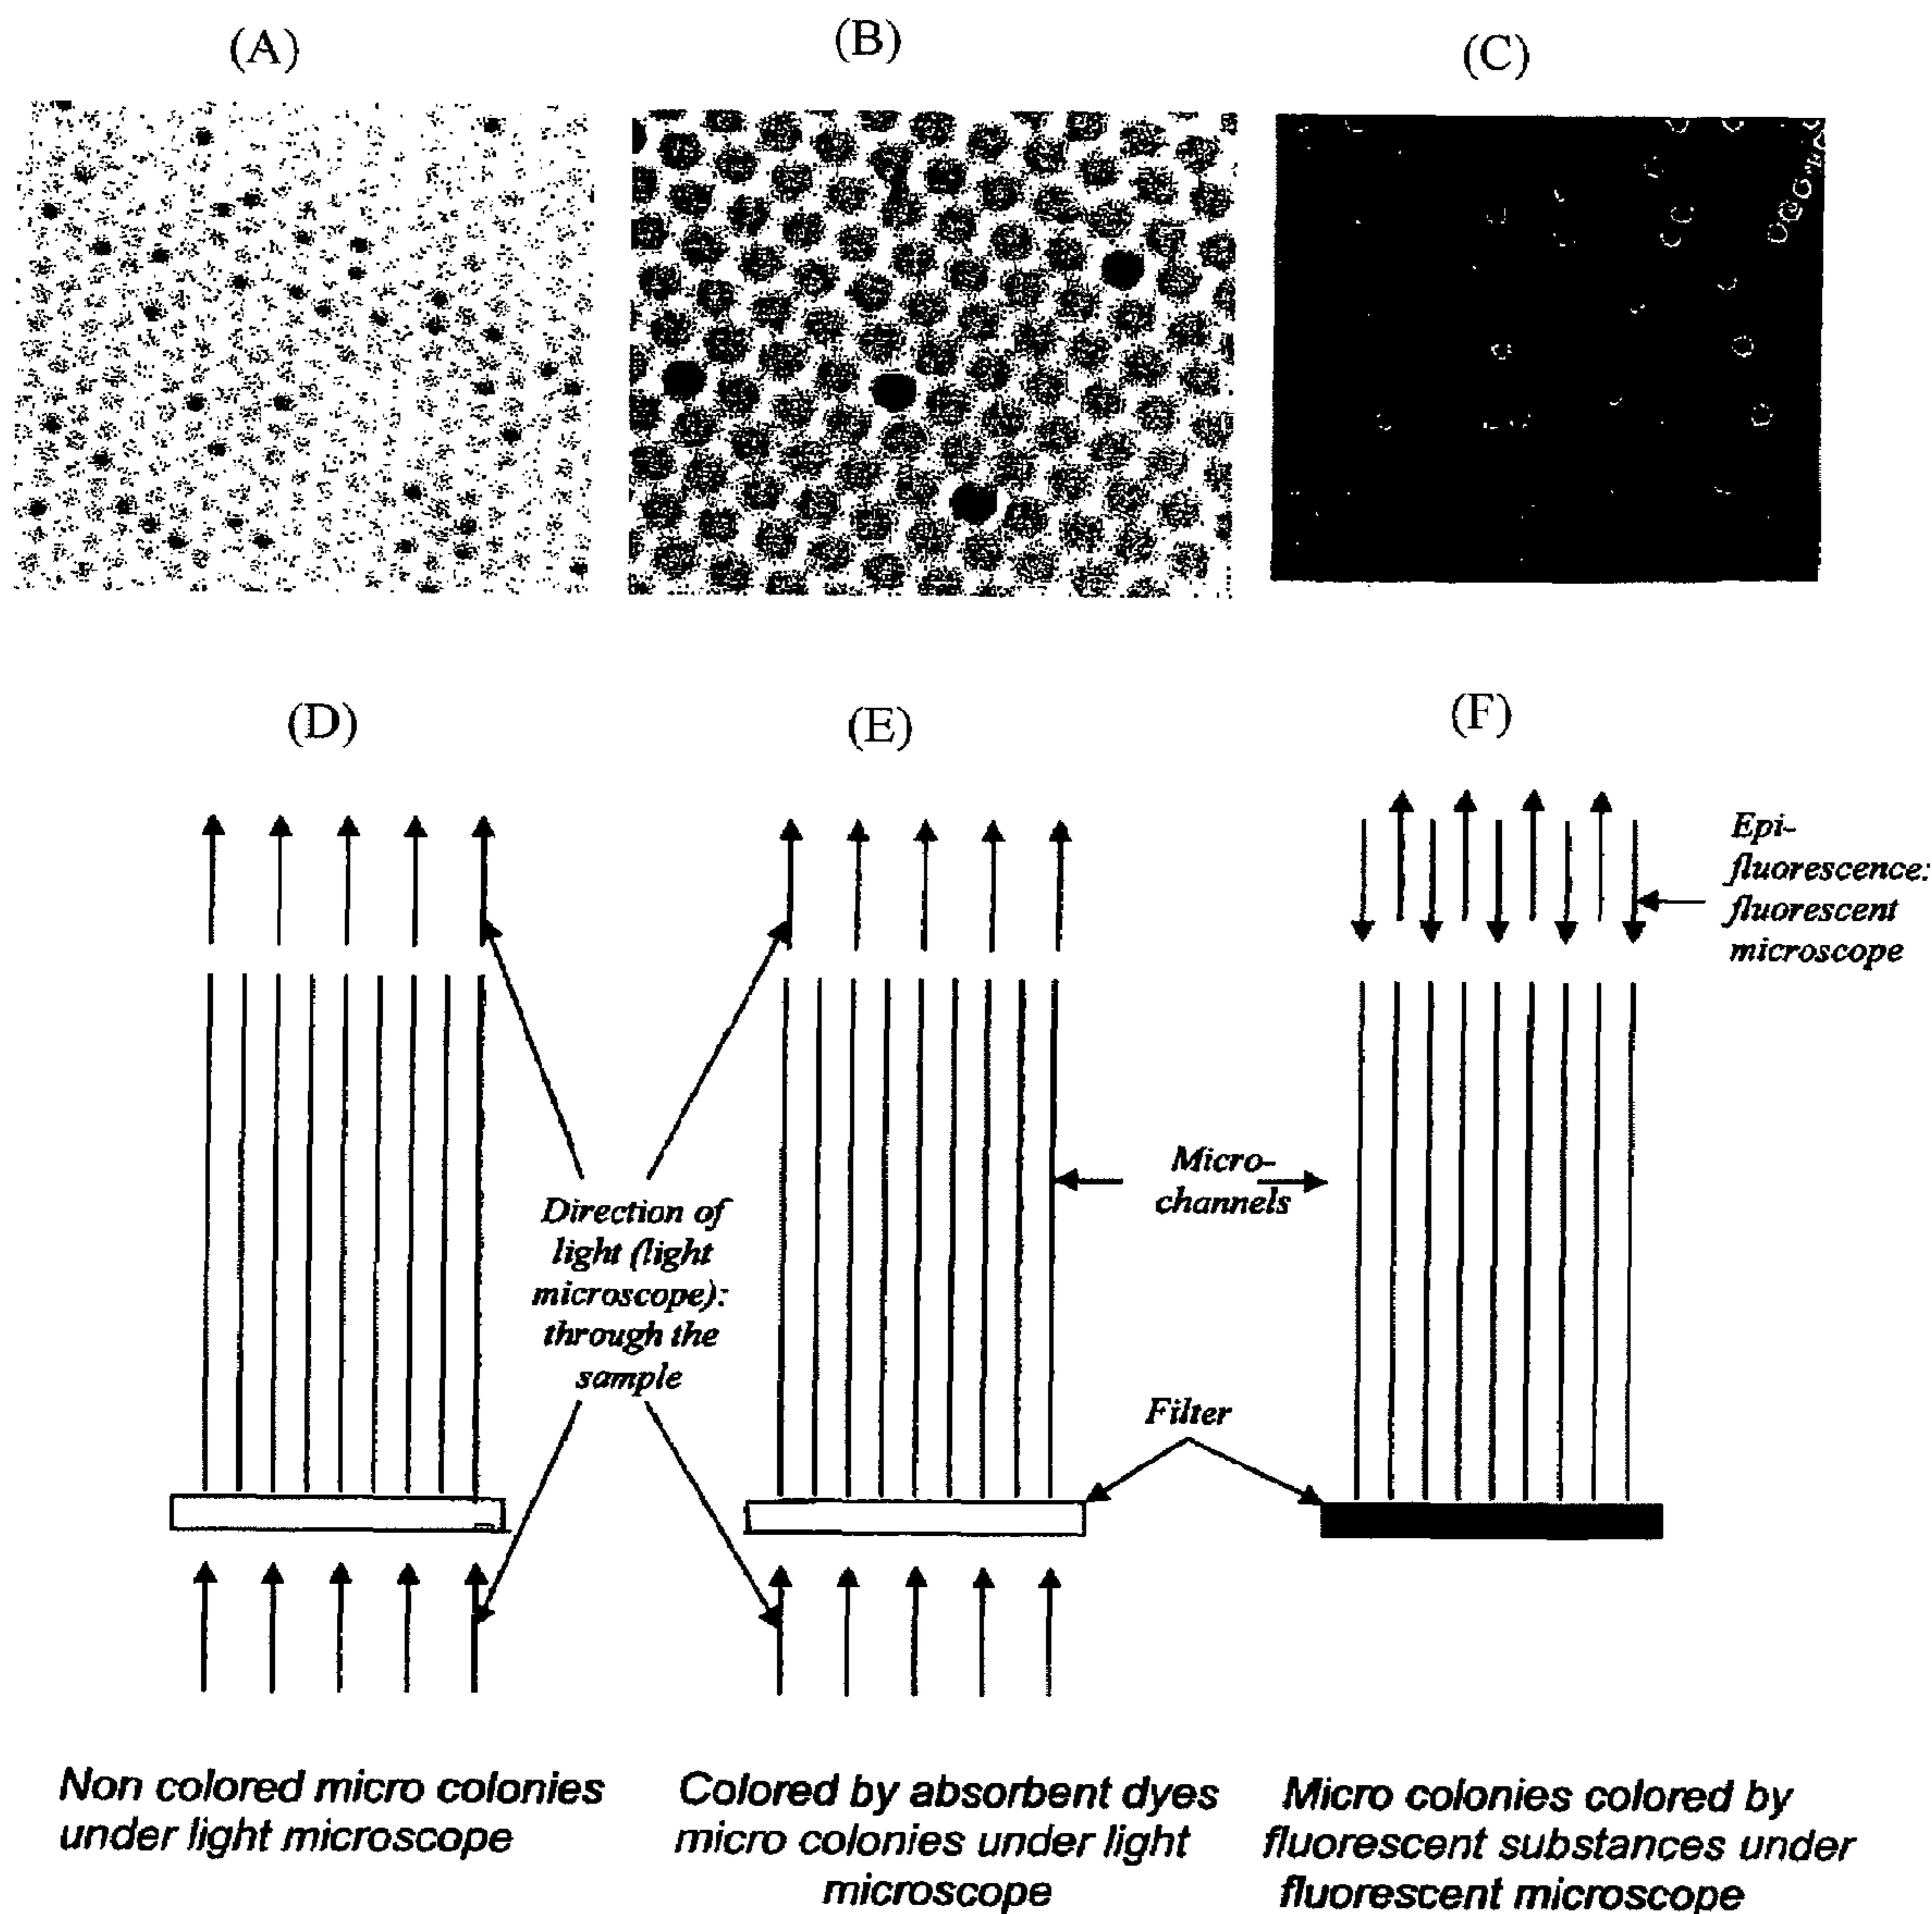 (A)
(B)
(C)
(D)
(E)
(F)
Epi-
fluorescence:
fluorescent
microscope
Micro-
channels
Direction of
light (light
microscope):
through the
sample
Filter
Non colored micro colonies
under light microscope
Colored by absorbent dyes
micro colonies under light
microscope
Micro colonies colored by
fluorescent substances under
fluorescent microscope